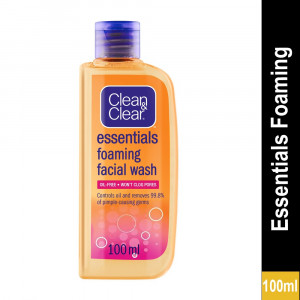 Clean &
Clear®
essentials
foaming
facial wash
OIL-FREE • WON'T CLOG PORES
Controls oil and removes 99.8%
of pimple-causing germs
100 ml
Essentials Foaming
100ml